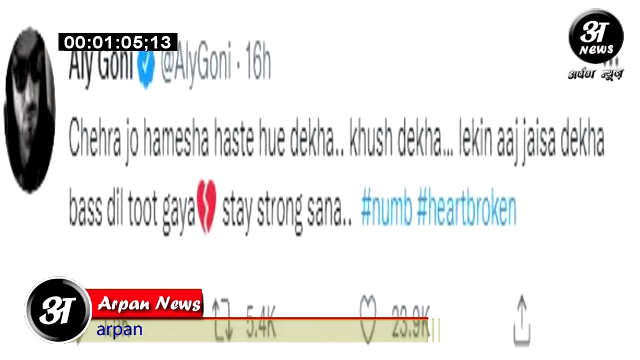 00:01:05;13
Aly Goni @AlyGoni · 16h
अ
NEWS
अर्पण न्यूज़
Chehra jo hamesha haste hue dekha.. khush dekha... lekin aaj jaisa dekha
bass dil toot gaya💔 stay strong sana.. #numb #heartbroken
अ Arpan News
arpan
5.4K 23.9K